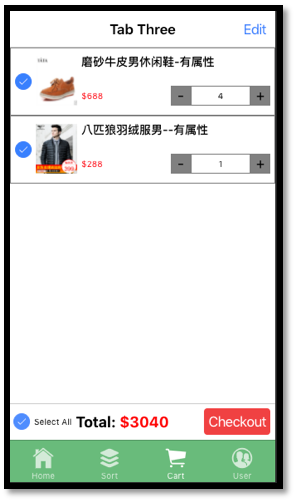 Tab Three
Edit
磨砂牛皮男休闲鞋-有属性
$688
- 4 +
八匹狼羽绒服男--有属性
$288
- 1 +
Select All Total: $3040 Checkout
Home Sort Cart User